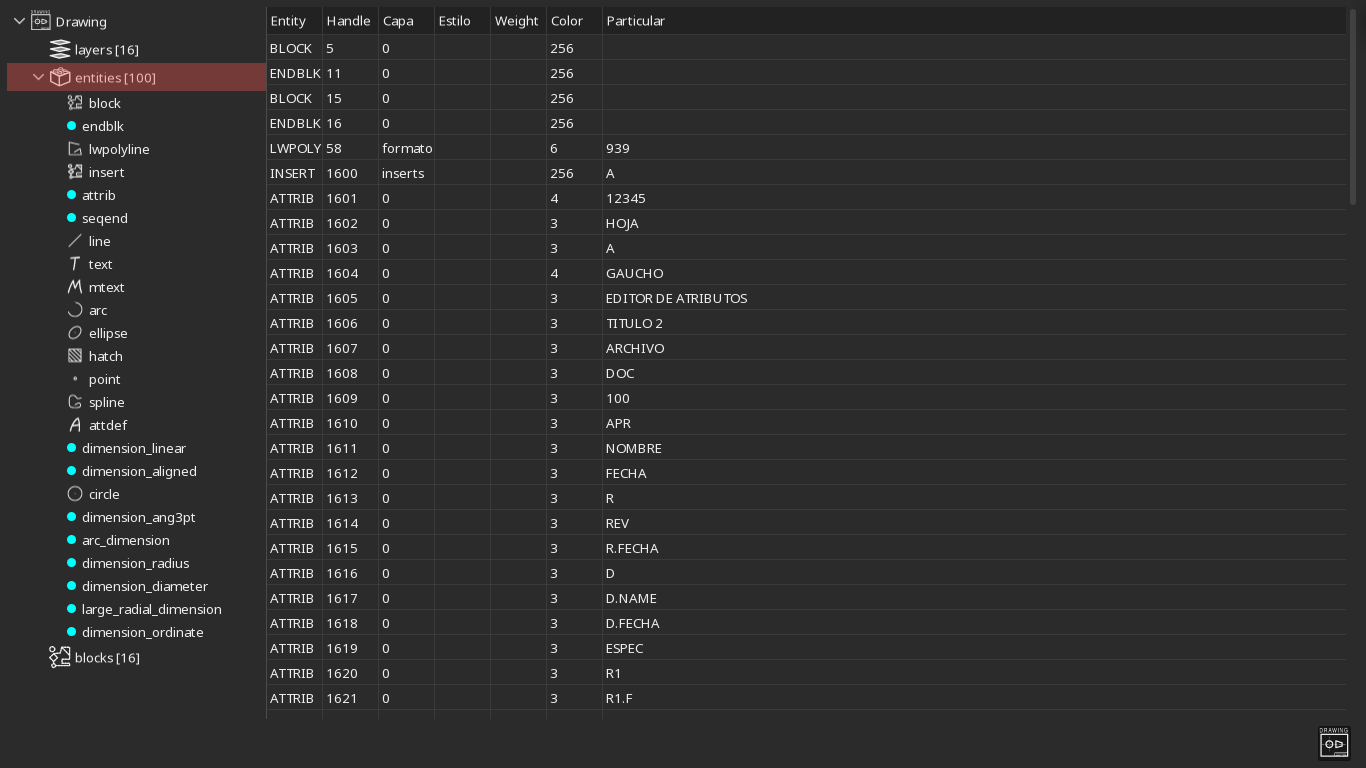 Drawing
layers [16]
entities [100]
block
endblk
lwpolyline
insert
attrib
seqend
line
text
mtext
arc
ellipse
hatch
point
spline
attdef
dimension_linear
dimension_aligned
circle
dimension_ang3pt
arc_dimension
dimension_radius
dimension_diameter
large_radial_dimension
dimension_ordinate
blocks [16]
Entity Handle Capa Estilo Weight Color Particular
BLOCK 5 0 256
ENDBLK 11 0 256
BLOCK 15 0 256
ENDBLK 16 0 256
LWPOLY 58 formato 6 939
INSERT 1600 inserts 256 A
ATTRIB 1601 0 4 12345
ATTRIB 1602 0 3 HOJA
ATTRIB 1603 0 3 A
ATTRIB 1604 0 4 GAUCHO
ATTRIB 1605 0 3 EDITOR DE ATRIBUTOS
ATTRIB 1606 0 3 TITULO 2
ATTRIB 1607 0 3 ARCHIVO
ATTRIB 1608 0 3 DOC
ATTRIB 1609 0 3 100
ATTRIB 1610 0 3 APR
ATTRIB 1611 0 3 NOMBRE
ATTRIB 1612 0 3 FECHA
ATTRIB 1613 0 3 R
ATTRIB 1614 0 3 REV
ATTRIB 1615 0 3 R.FECHA
ATTRIB 1616 0 3 D
ATTRIB 1617 0 3 D.NAME
ATTRIB 1618 0 3 D.FECHA
ATTRIB 1619 0 3 ESPEC
ATTRIB 1620 0 3 R1
ATTRIB 1621 0 3 R1.F
DRAWING